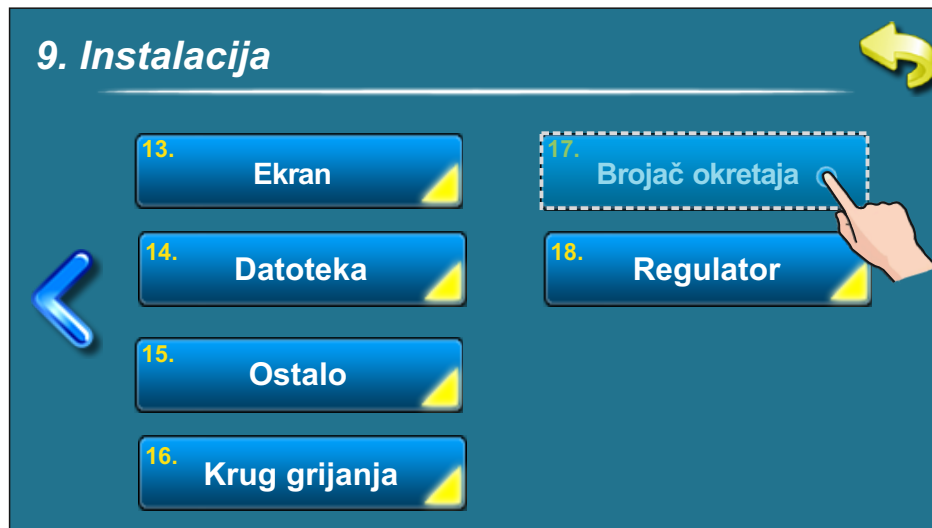 9. Instalacija
13.
Ekran
14.
Datoteka
15.
Ostalo
16.
Krug grijanja
17.
Brojač okretaja
18.
Regulator